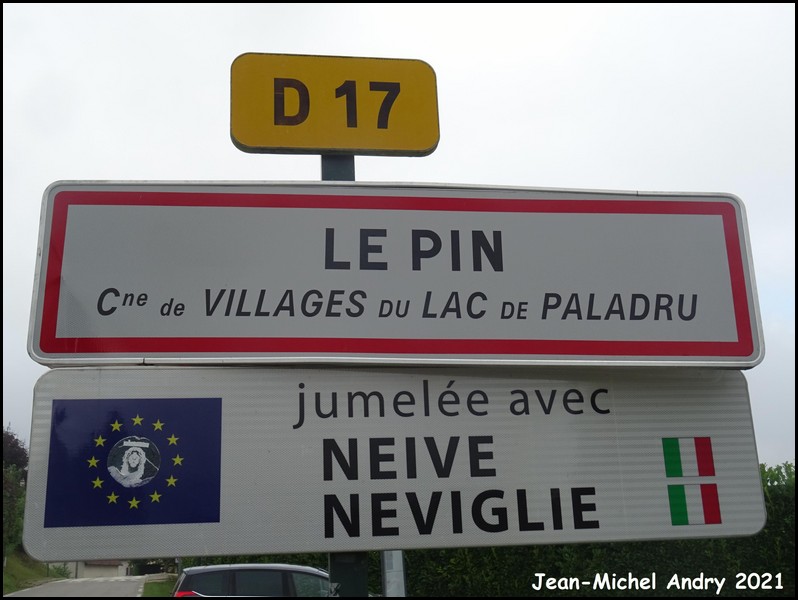 D 17
LE PIN
Cne de VILLAGES DU LAC DE PALADRU
jumelée avec
NEIVE
NEVIGLIE
Jean-Michel Andry 2021